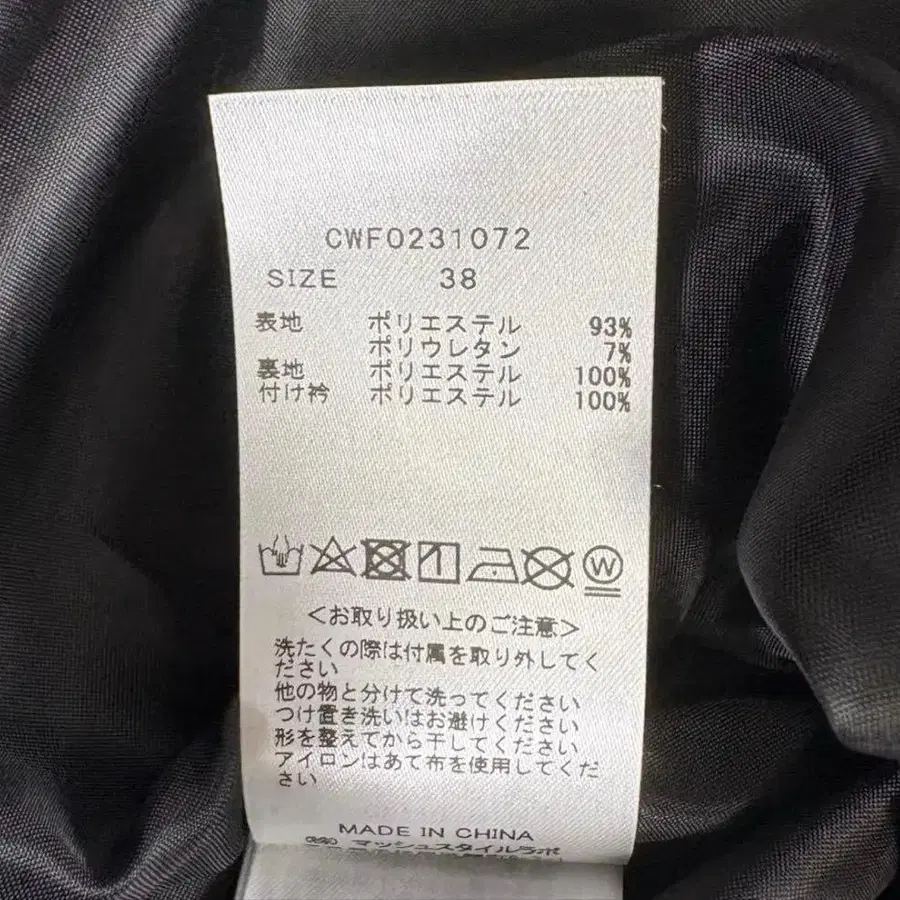 CWF0231072
SIZE 38
表地 ポリエステル 93%
ポリウレタン 7%
裏地 ポリエステル 100%
付け衿 ポリエステル 100%
W
<お取り扱い上のご注意>
洗たくの際は付属を取り外してく
ださい
他の物と分けて洗ってください
つけ置き洗いはお避けください
形を整えてから干してください
アイロンはあて布を使用してくだ
さい
MADE IN CHINA
マッシュスタイルラボ